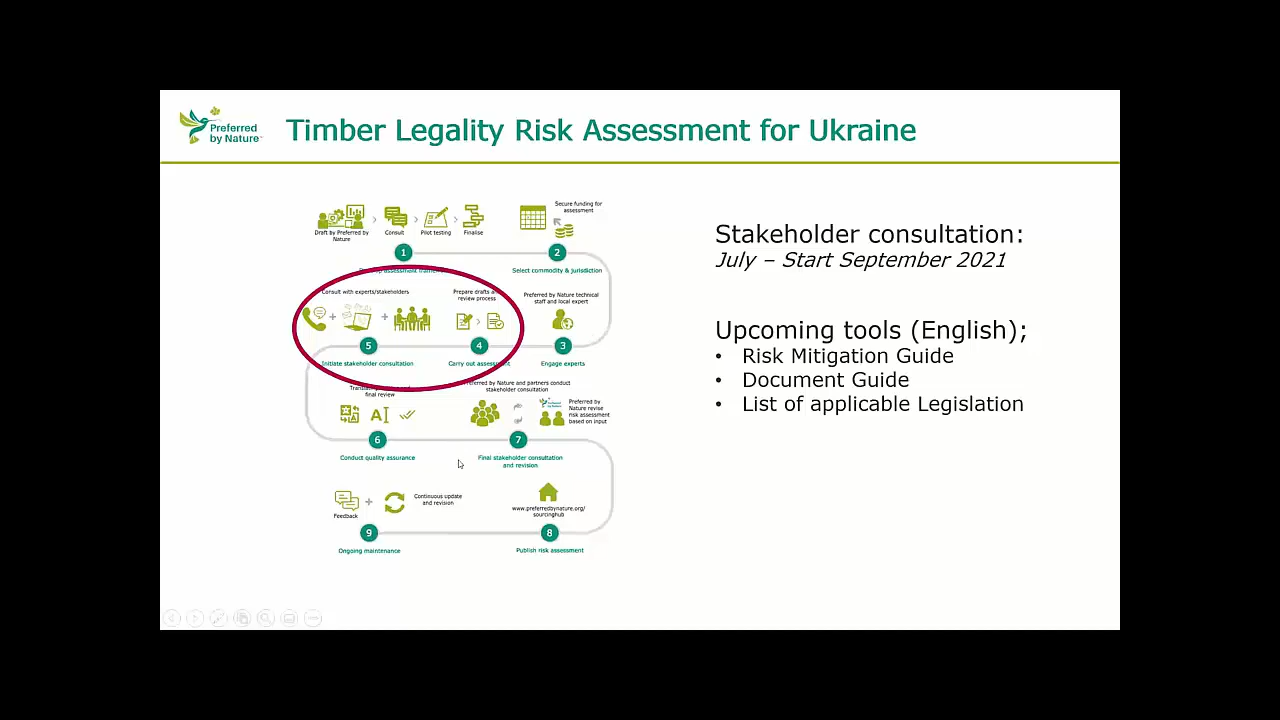 Preferred
by Nature™
Timber Legality Risk Assessment for Ukraine
Draft by Preferred by
Nature
Consult
Pilot testing
Finalise
Secure funding for
assessment
1
2
assessment
Select commodity & jurisdiction
Consult with experts/stakeholders
Prepare drafts
review process
Preferred by Nature technical
staff and local expert
5
4
3
Initiate stakeholder consultation
Carry out assessment
Engage experts
final review
Preferred by Nature and partners conduct
stakeholder consultation
A
Preferred by
Nature revise
risk assessment
based on input
6
7
Conduct quality assurance
Final stakeholder consultation
and revision
Feedback
Continuous update
and revision
www.preferredbynature.org/
sourcinghub
9
8
Ongoing maintenance
Publish risk assessment
Stakeholder consultation:
July – Start September 2021
Upcoming tools (English);
• Risk Mitigation Guide
• Document Guide
• List of applicable Legislation